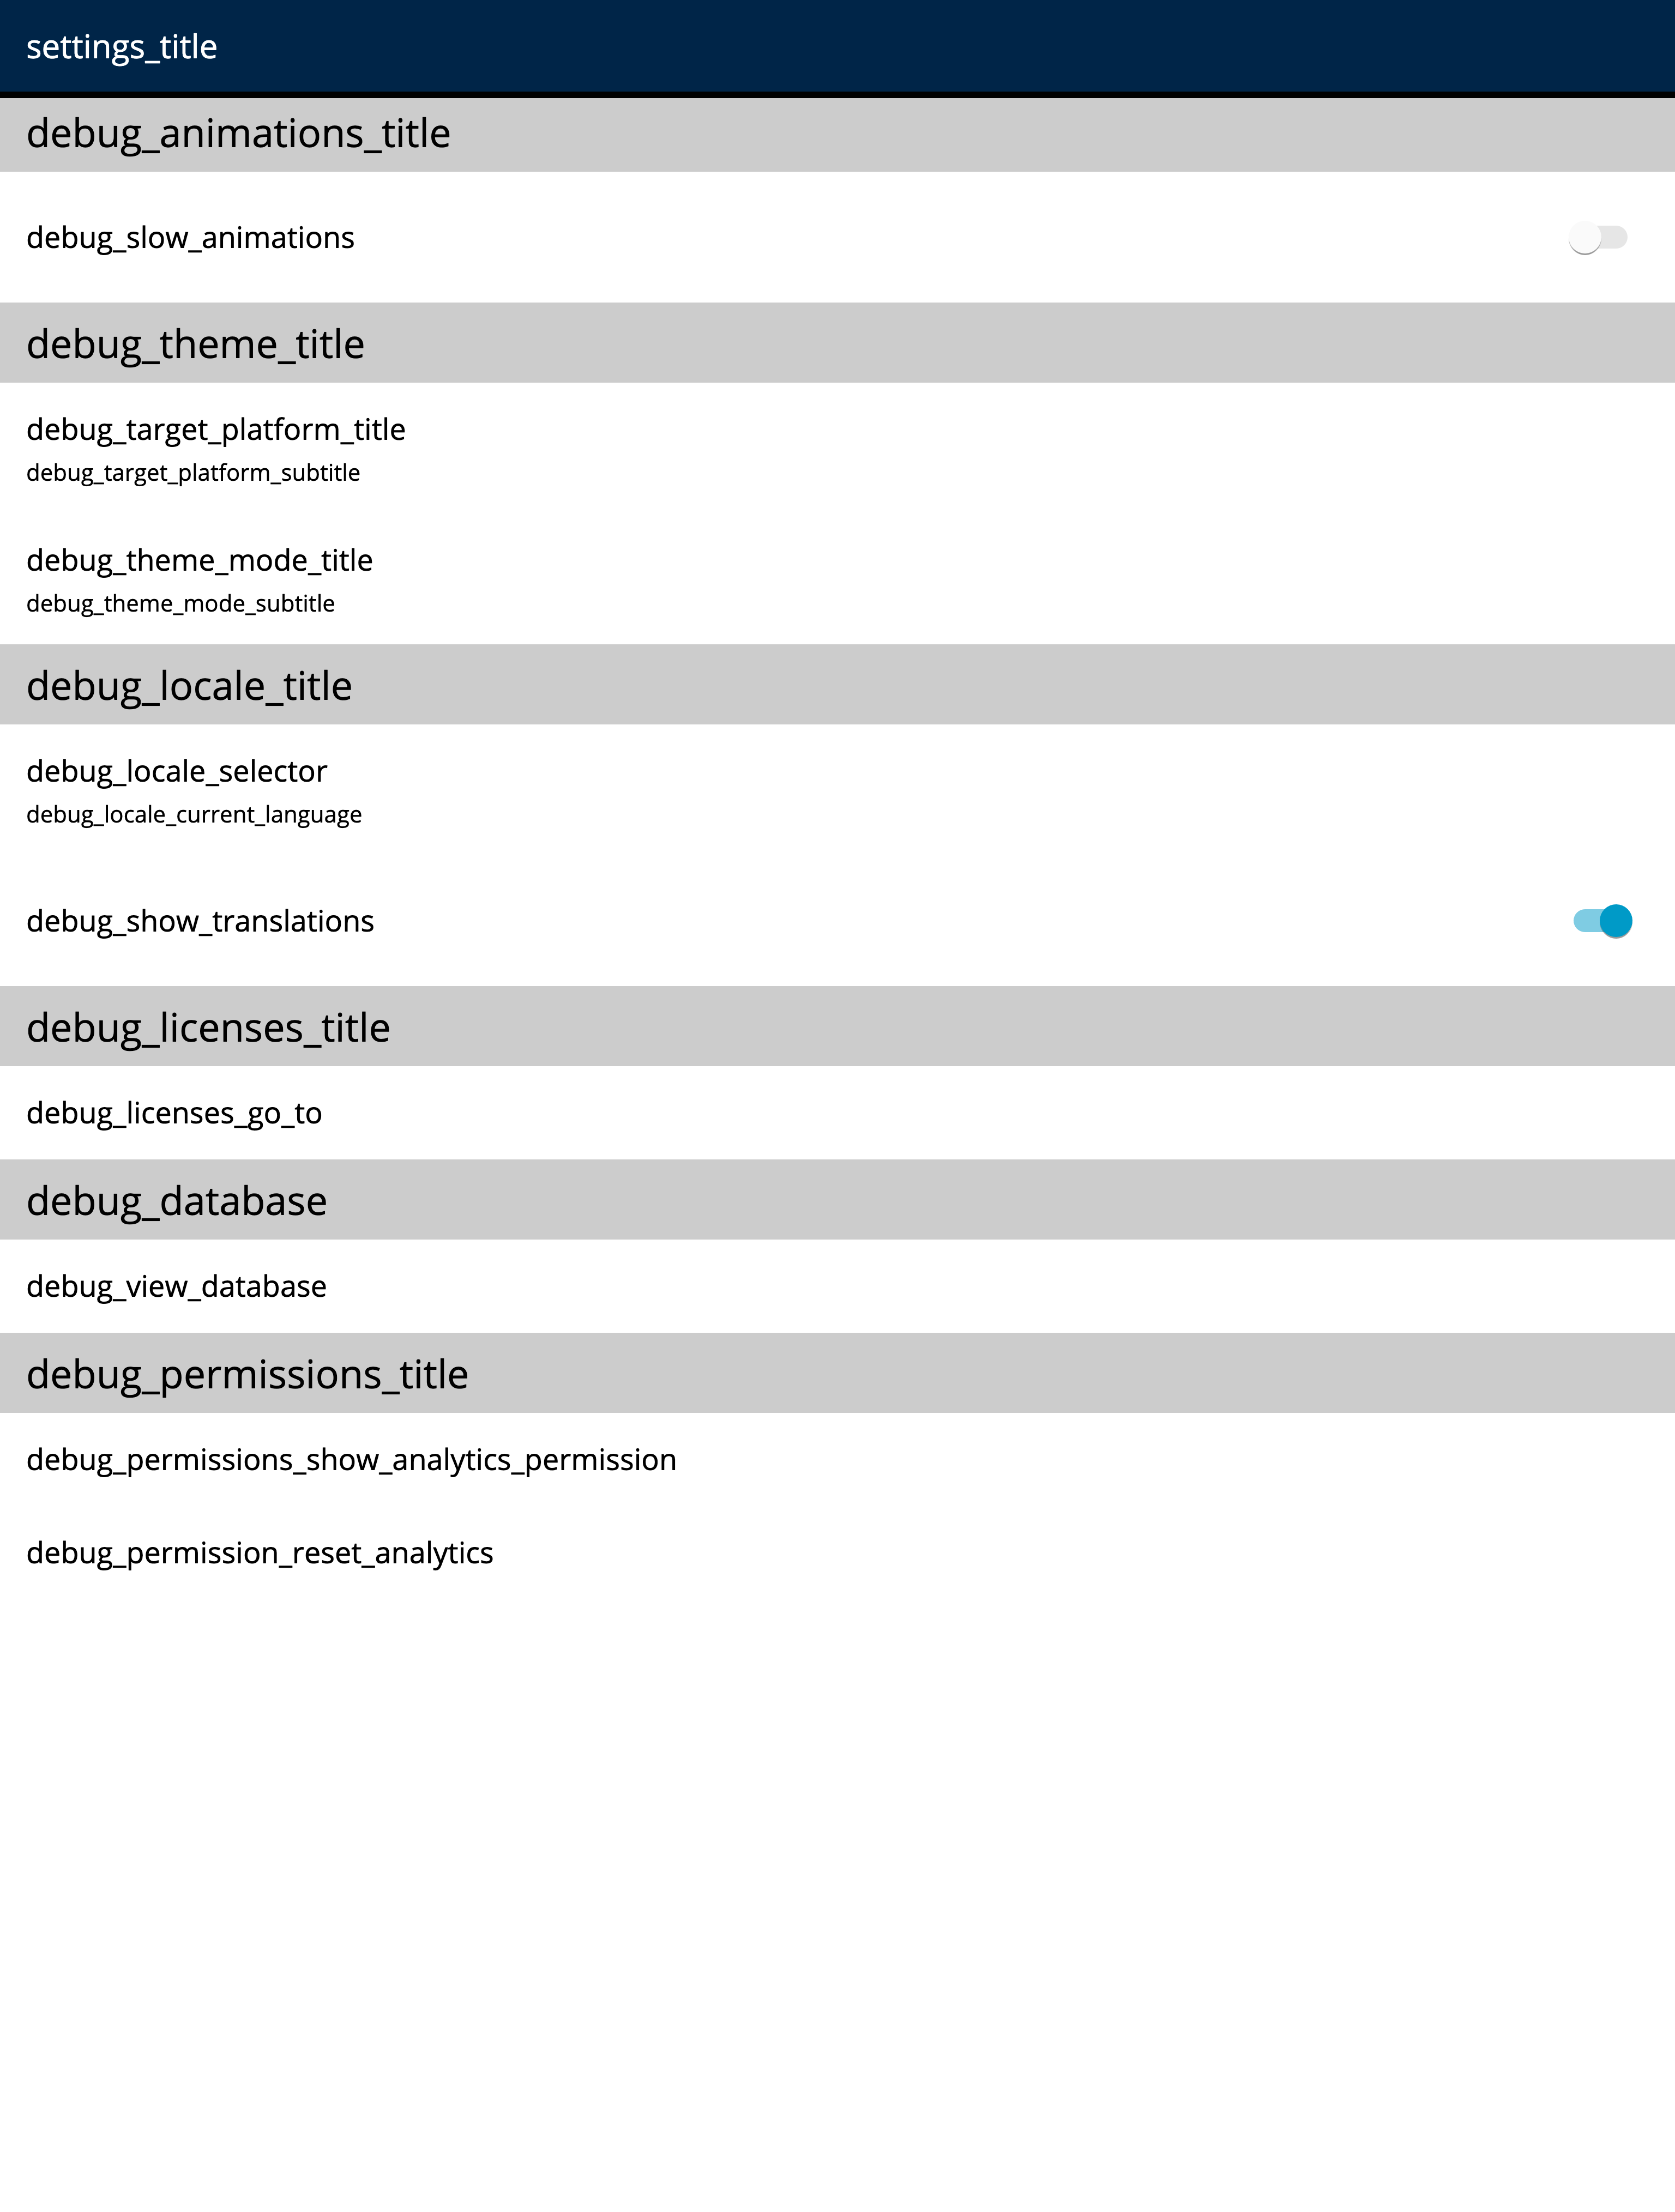 settings_title
debug_animations_title
debug_slow_animations
debug_theme_title
debug_target_platform_title
debug_target_platform_subtitle
debug_theme_mode_title
debug_theme_mode_subtitle
debug_locale_title
debug_locale_selector
debug_locale_current_language
debug_show_translations
debug_licenses_title
debug_licenses_go_to
debug_database
debug_view_database
debug_permissions_title
debug_permissions_show_analytics_permission
debug_permission_reset_analytics